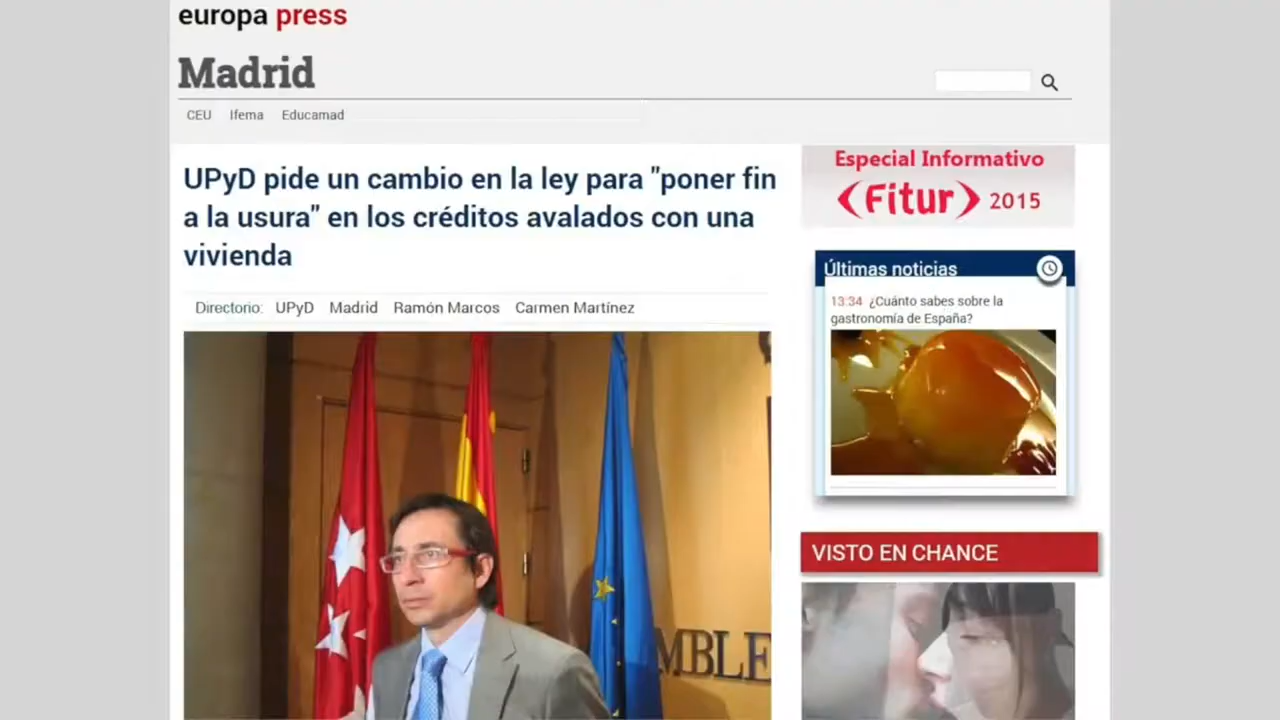 europa press
Madrid
CEU Ifema Educamad
UPyD pide un cambio en la ley para "poner fin
a la usura" en los créditos avalados con una
vivienda
Directorio: UPyD Madrid Ramón Marcos Carmen Martínez
MBLE
Especial Informativo
Fitur 2015
Últimas noticias
13:34 ¿Cuánto sabes sobre la
gastronomía de España?
VISTO EN CHANCE